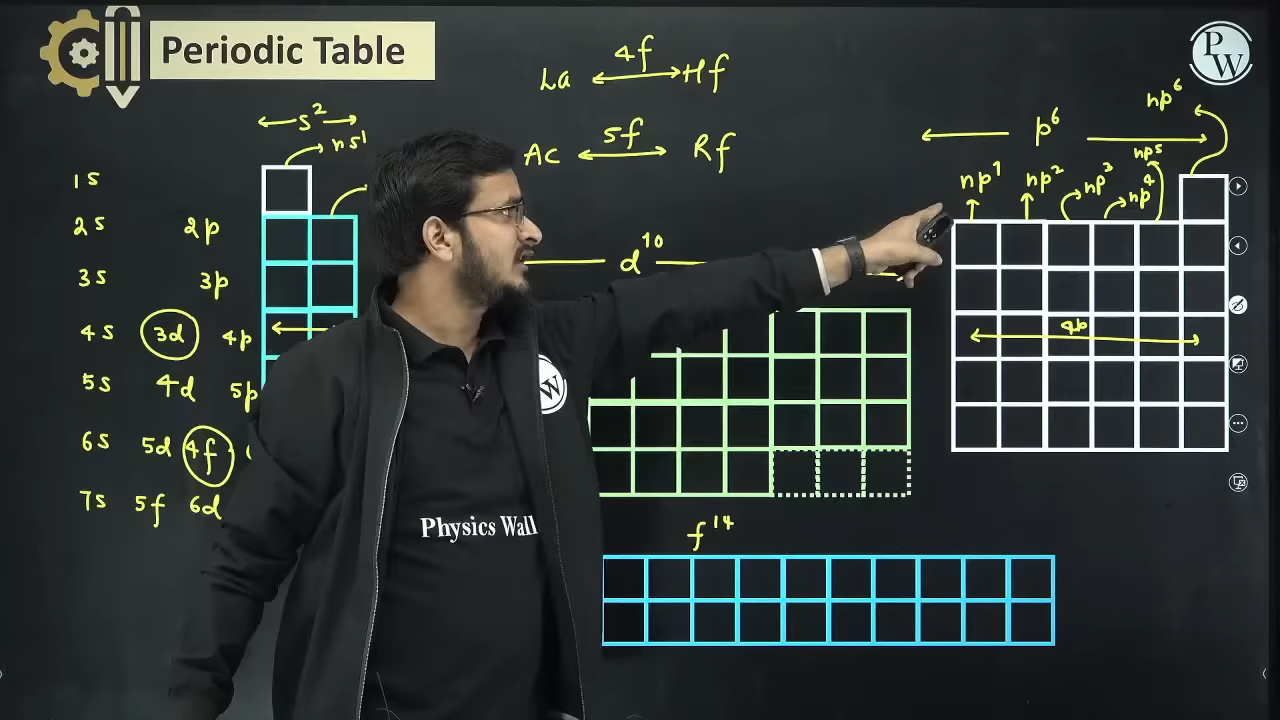 Periodic Table
PW
La 4f Hf
Ac 5f Rf
s²
ns¹
p⁶
np¹ np² np³ np⁴ np⁵ np⁶
1s
2s 2p
3s 3p
4s 3d 4p
5s 4d 5p
6s 5d 4f
7s 5f 6d
d¹⁰
4p
W
Physics Wall
f¹⁴